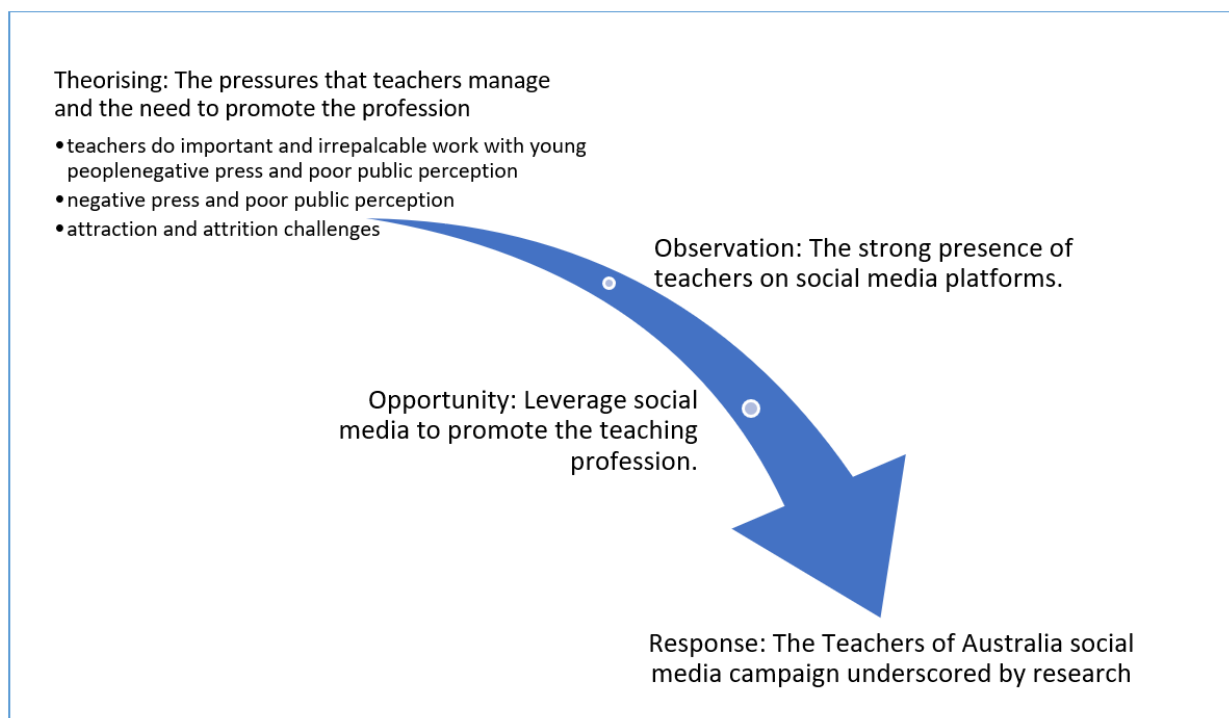 Theorising: The pressures that teachers manage
and the need to promote the profession
•teachers do important and irrepalcable work with young
peoplenegative press and poor public perception
•negative press and poor public perception
•attraction and attrition challenges
Observation: The strong presence of
teachers on social media platforms.
Opportunity: Leverage social
media to promote the teaching
profession.
Response: The Teachers of Australia social
media campaign underscored by research